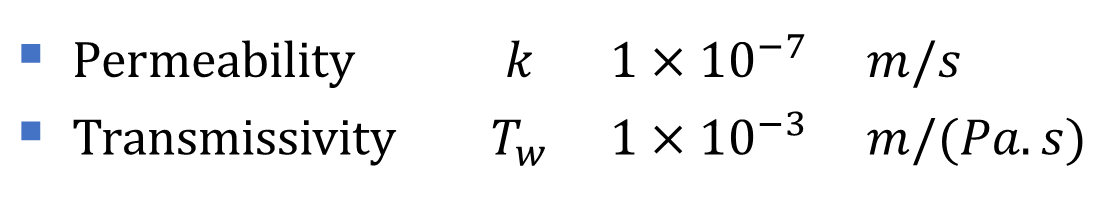 ▪ Permeability k 1 × 10⁻⁷ m/s
▪ Transmissivity T_w 1 × 10⁻³ m/(Pa.s)